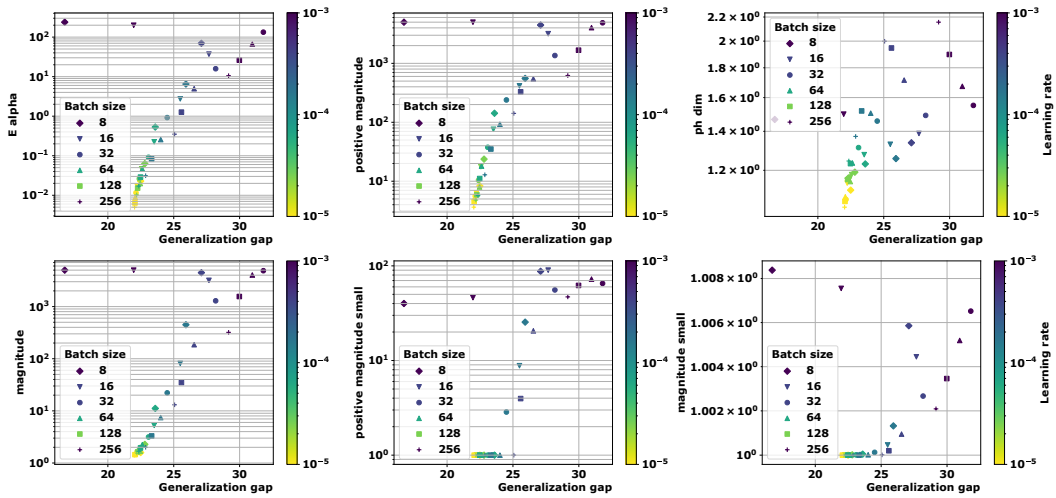 E alpha
10²
10¹
10⁰
10⁻¹
10⁻²
Batch size
8
16
32
64
128
256
20
25
30
Generalization gap
10⁻³
10⁻⁴
10⁻⁵
positive magnitude
10³
10²
10¹
Batch size
8
16
32
64
128
256
20
25
30
Generalization gap
10⁻³
10⁻⁴
10⁻⁵
ph dim
2.2 × 10⁰
2 × 10⁰
1.8 × 10⁰
1.6 × 10⁰
1.4 × 10⁰
1.2 × 10⁰
Batch size
8
16
32
64
128
256
20
25
30
Generalization gap
10⁻³
10⁻⁴
10⁻⁵
Learning rate
magnitude
10³
10²
10¹
10⁰
Batch size
8
16
32
64
128
256
20
25
30
Generalization gap
10⁻³
10⁻⁴
10⁻⁵
positive magnitude small
10²
10¹
10⁰
Batch size
8
16
32
64
128
256
20
25
30
Generalization gap
10⁻³
10⁻⁴
10⁻⁵
magnitude small
1.008 × 10⁰
1.006 × 10⁰
1.004 × 10⁰
1.002 × 10⁰
10⁰
Batch size
8
16
32
64
128
256
20
25
30
Generalization gap
10⁻³
10⁻⁴
10⁻⁵
Learning rate